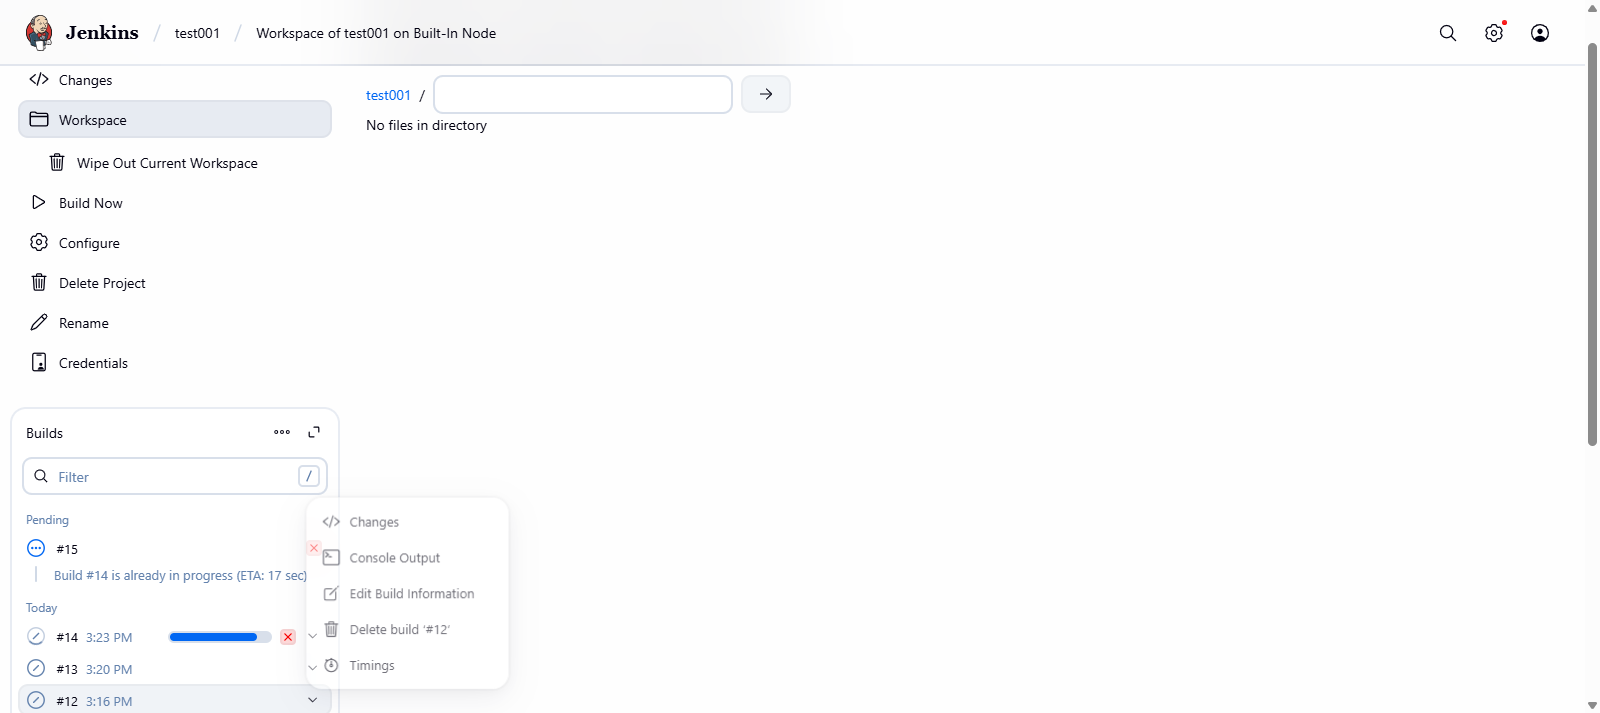 Jenkins / test001 / Workspace of test001 on Built-In Node
Changes
Workspace
Wipe Out Current Workspace
Build Now
Configure
Delete Project
Rename
Credentials
test001 /
No files in directory
Builds
Filter /
Pending
#15
Build #14 is already in progress (ETA: 17 sec)
Today
#14 3:23 PM
#13 3:20 PM
#12 3:16 PM
Changes
Console Output
Edit Build Information
Delete build ‘#12’
Timings